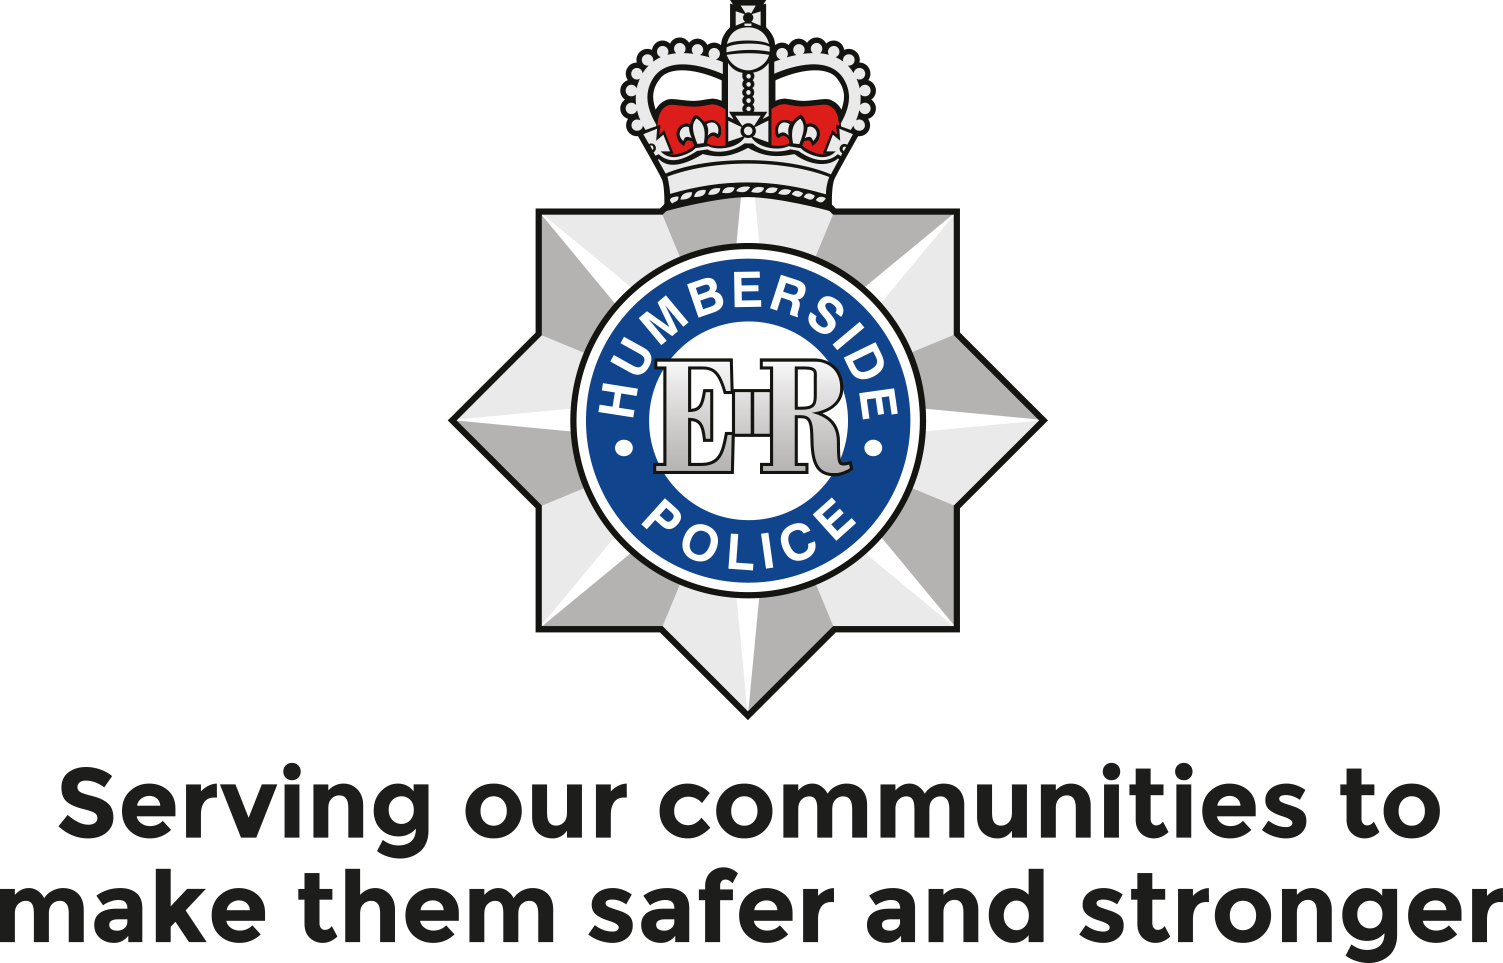 HUMBERSIDE
EIIR
POLICE
Serving our communities to
make them safer and stronger